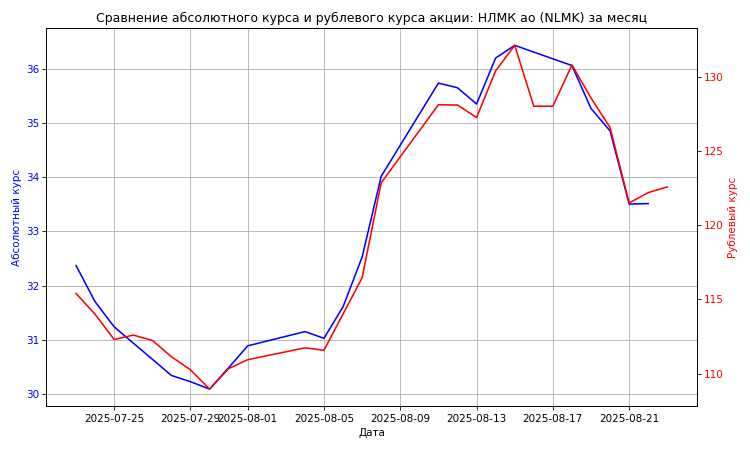 Сравнение абсолютного курса и рублевого курса акции: НЛМК ао (NLMK) за месяц
Абсолютный курс
36
35
34
33
32
31
30
130
125
120
115
110
Рублевый курс
2025-07-25 2025-07-29 2025-08-01 2025-08-05 2025-08-09 2025-08-13 2025-08-17 2025-08-21
Дата